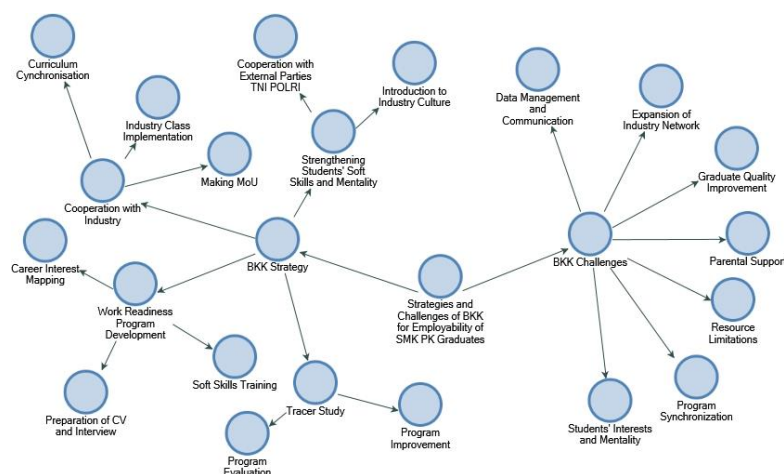 Curriculum
Cynchronisation
Industry Class
Implementation
Making MoU
Cooperation with
Industry
Cooperation with
External Parties
TNI POLRI
Introduction to
Industry Culture
Strengthening
Students' Soft
Skills and Mentality
BKK Strategy
Career Interest
Mapping
Work Readiness
Program
Development
Soft Skills Training
Preparation of CV
and Interview
Tracer Study
Program
Evaluation
Program
Improvement
Strategies and
Challenges of BKK
for Employability of
SMK PK Graduates
Data Management
and
Communication
Expansion of
Industry Network
Graduate Quality
Improvement
BKK Challenges
Parental Support
Resource
Limitations
Program
Synchronization
Students' Interests
and Mentality